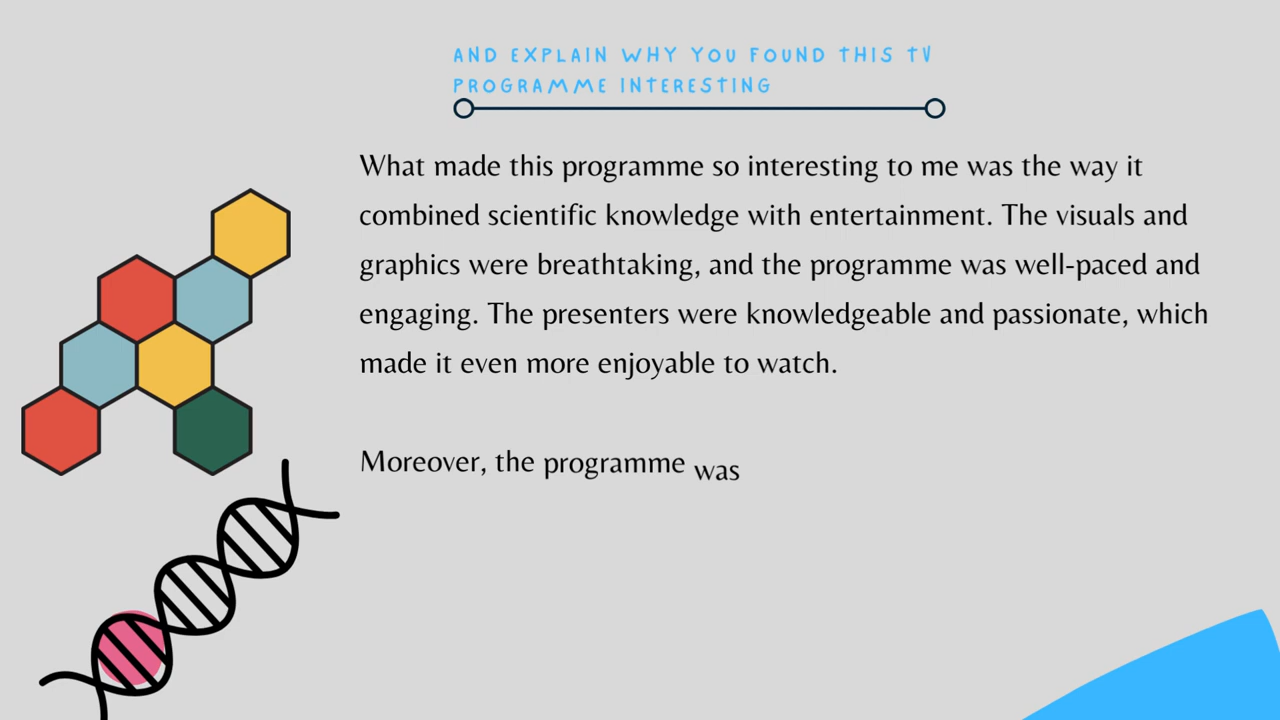 AND EXPLAIN WHY YOU FOUND THIS TV
PROGRAMME INTERESTING
What made this programme so interesting to me was the way it
combined scientific knowledge with entertainment. The visuals and
graphics were breathtaking, and the programme was well-paced and
engaging. The presenters were knowledgeable and passionate, which
made it even more enjoyable to watch.
Moreover, the programme was